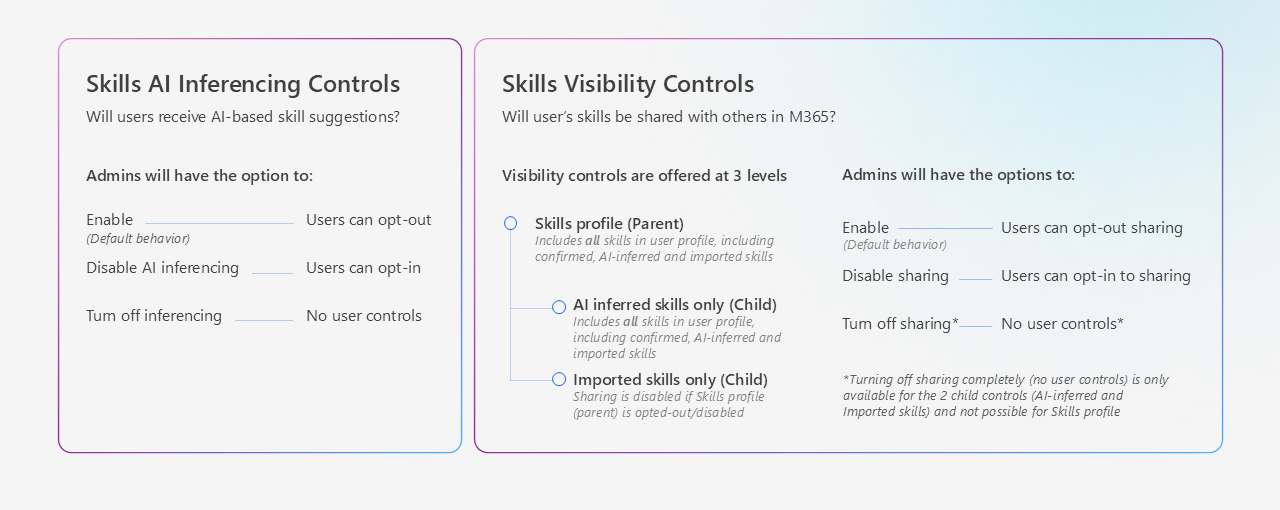 Skills AI Inferencing Controls
Will users receive AI-based skill suggestions?
Admins will have the option to:
Enable Users can opt-out
(Default behavior)
Disable AI inferencing Users can opt-in
Turn off inferencing No user controls
Skills Visibility Controls
Will user's skills be shared with others in M365?
Visibility controls are offered at 3 levels
Skills profile (Parent)
Includes all skills in user profile, including
confirmed, AI-inferred and imported skills
AI inferred skills only (Child)
Includes all skills in user profile,
including confirmed, AI-inferred and
imported skills
Imported skills only (Child)
Sharing is disabled if Skills profile
(parent) is opted-out/disabled
Admins will have the options to:
Enable Users can opt-out sharing
(Default behavior)
Disable sharing Users can opt-in to sharing
Turn off sharing* No user controls*
*Turning off sharing completely (no user controls) is only
available for the 2 child controls (AI-inferred and
Imported skills) and not possible for Skills profile